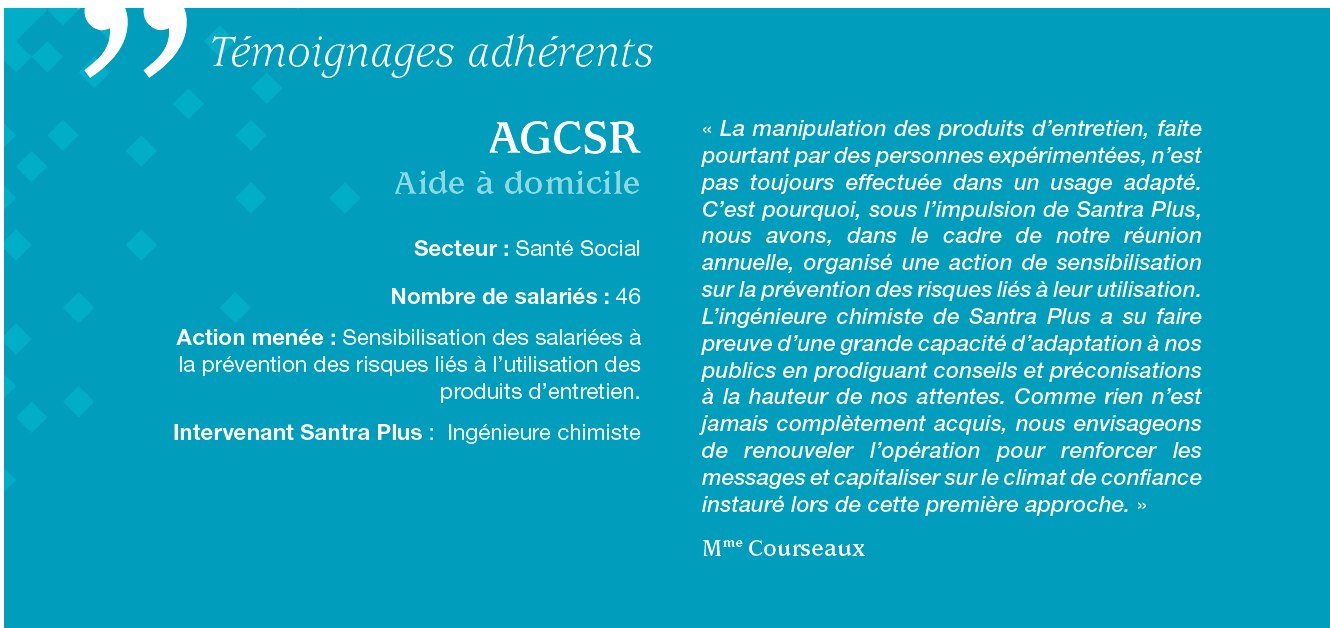 Témoignages adhérents
AGCSR
Aide à domicile
Secteur : Santé Social
Nombre de salariés : 46
Action menée : Sensibilisation des salariées à
la prévention des risques liés à l’utilisation des
produits d’entretien.
Intervenant Santra Plus : Ingénieure chimiste
« La manipulation des produits d’entretien, faite
pourtant par des personnes expérimentées, n’est
pas toujours effectuée dans un usage adapté.
C’est pourquoi, sous l’impulsion de Santra Plus,
nous avons, dans le cadre de notre réunion
annuelle, organisé une action de sensibilisation
sur la prévention des risques liés à leur utilisation.
L’ingénieure chimiste de Santra Plus a su faire
preuve d’une grande capacité d’adaptation à nos
publics en prodiguant conseils et préconisations
à la hauteur de nos attentes. Comme rien n’est
jamais complètement acquis, nous envisageons
de renouveler l’opération pour renforcer les
messages et capitaliser sur le climat de confiance
instauré lors de cette première approche. »
Mme Courseaux